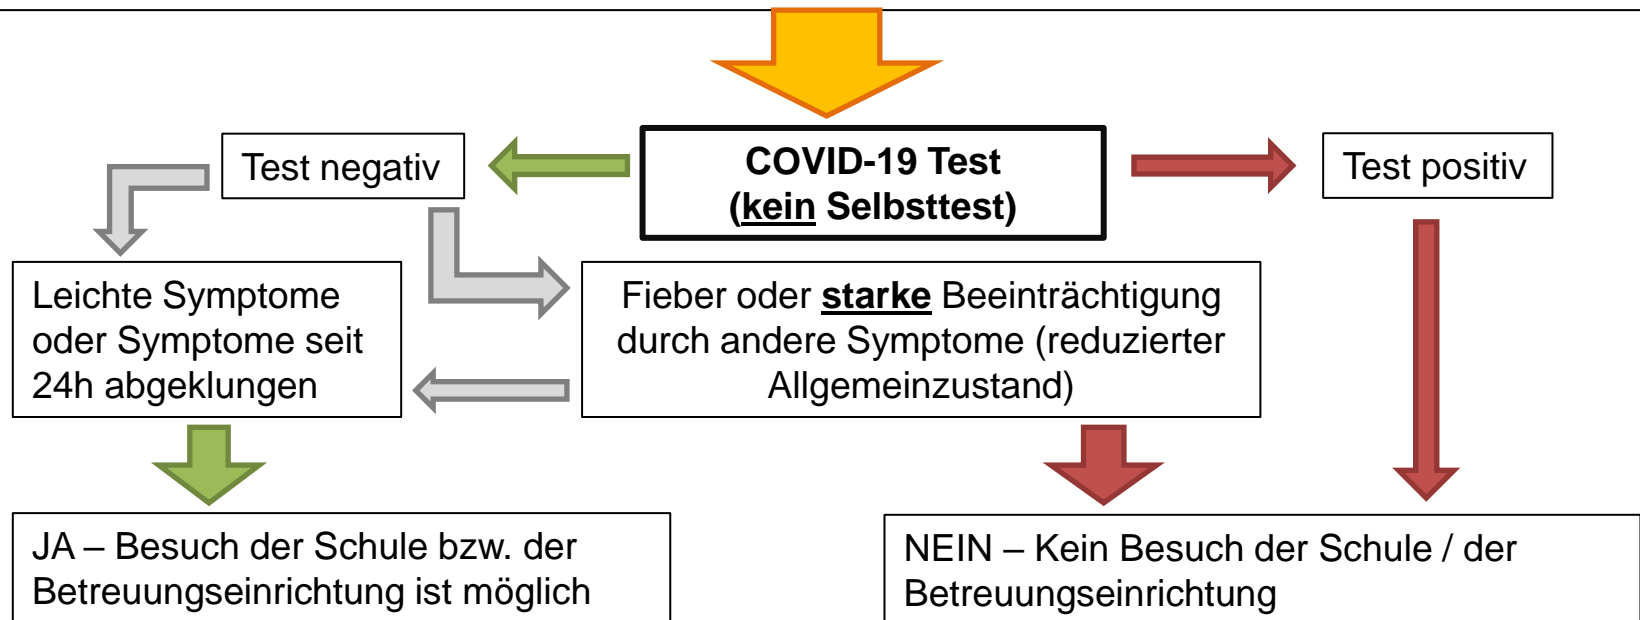 COVID-19 Test
(kein Selbsttest)
Test negativ
Test positiv
Leichte Symptome
oder Symptome seit
24h abgeklungen
Fieber oder starke Beeinträchtigung
durch andere Symptome (reduzierter
Allgemeinzustand)
JA – Besuch der Schule bzw. der
Betreuungseinrichtung ist möglich
NEIN – Kein Besuch der Schule / der
Betreuungseinrichtung